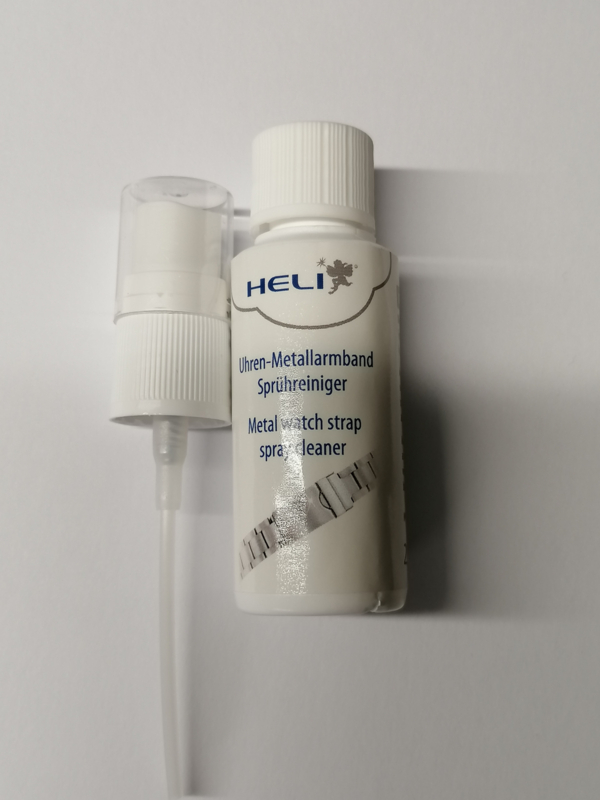 HELI
Uhren-Metallarmband
Sprühreiniger
Metal watch strap
spray cleaner